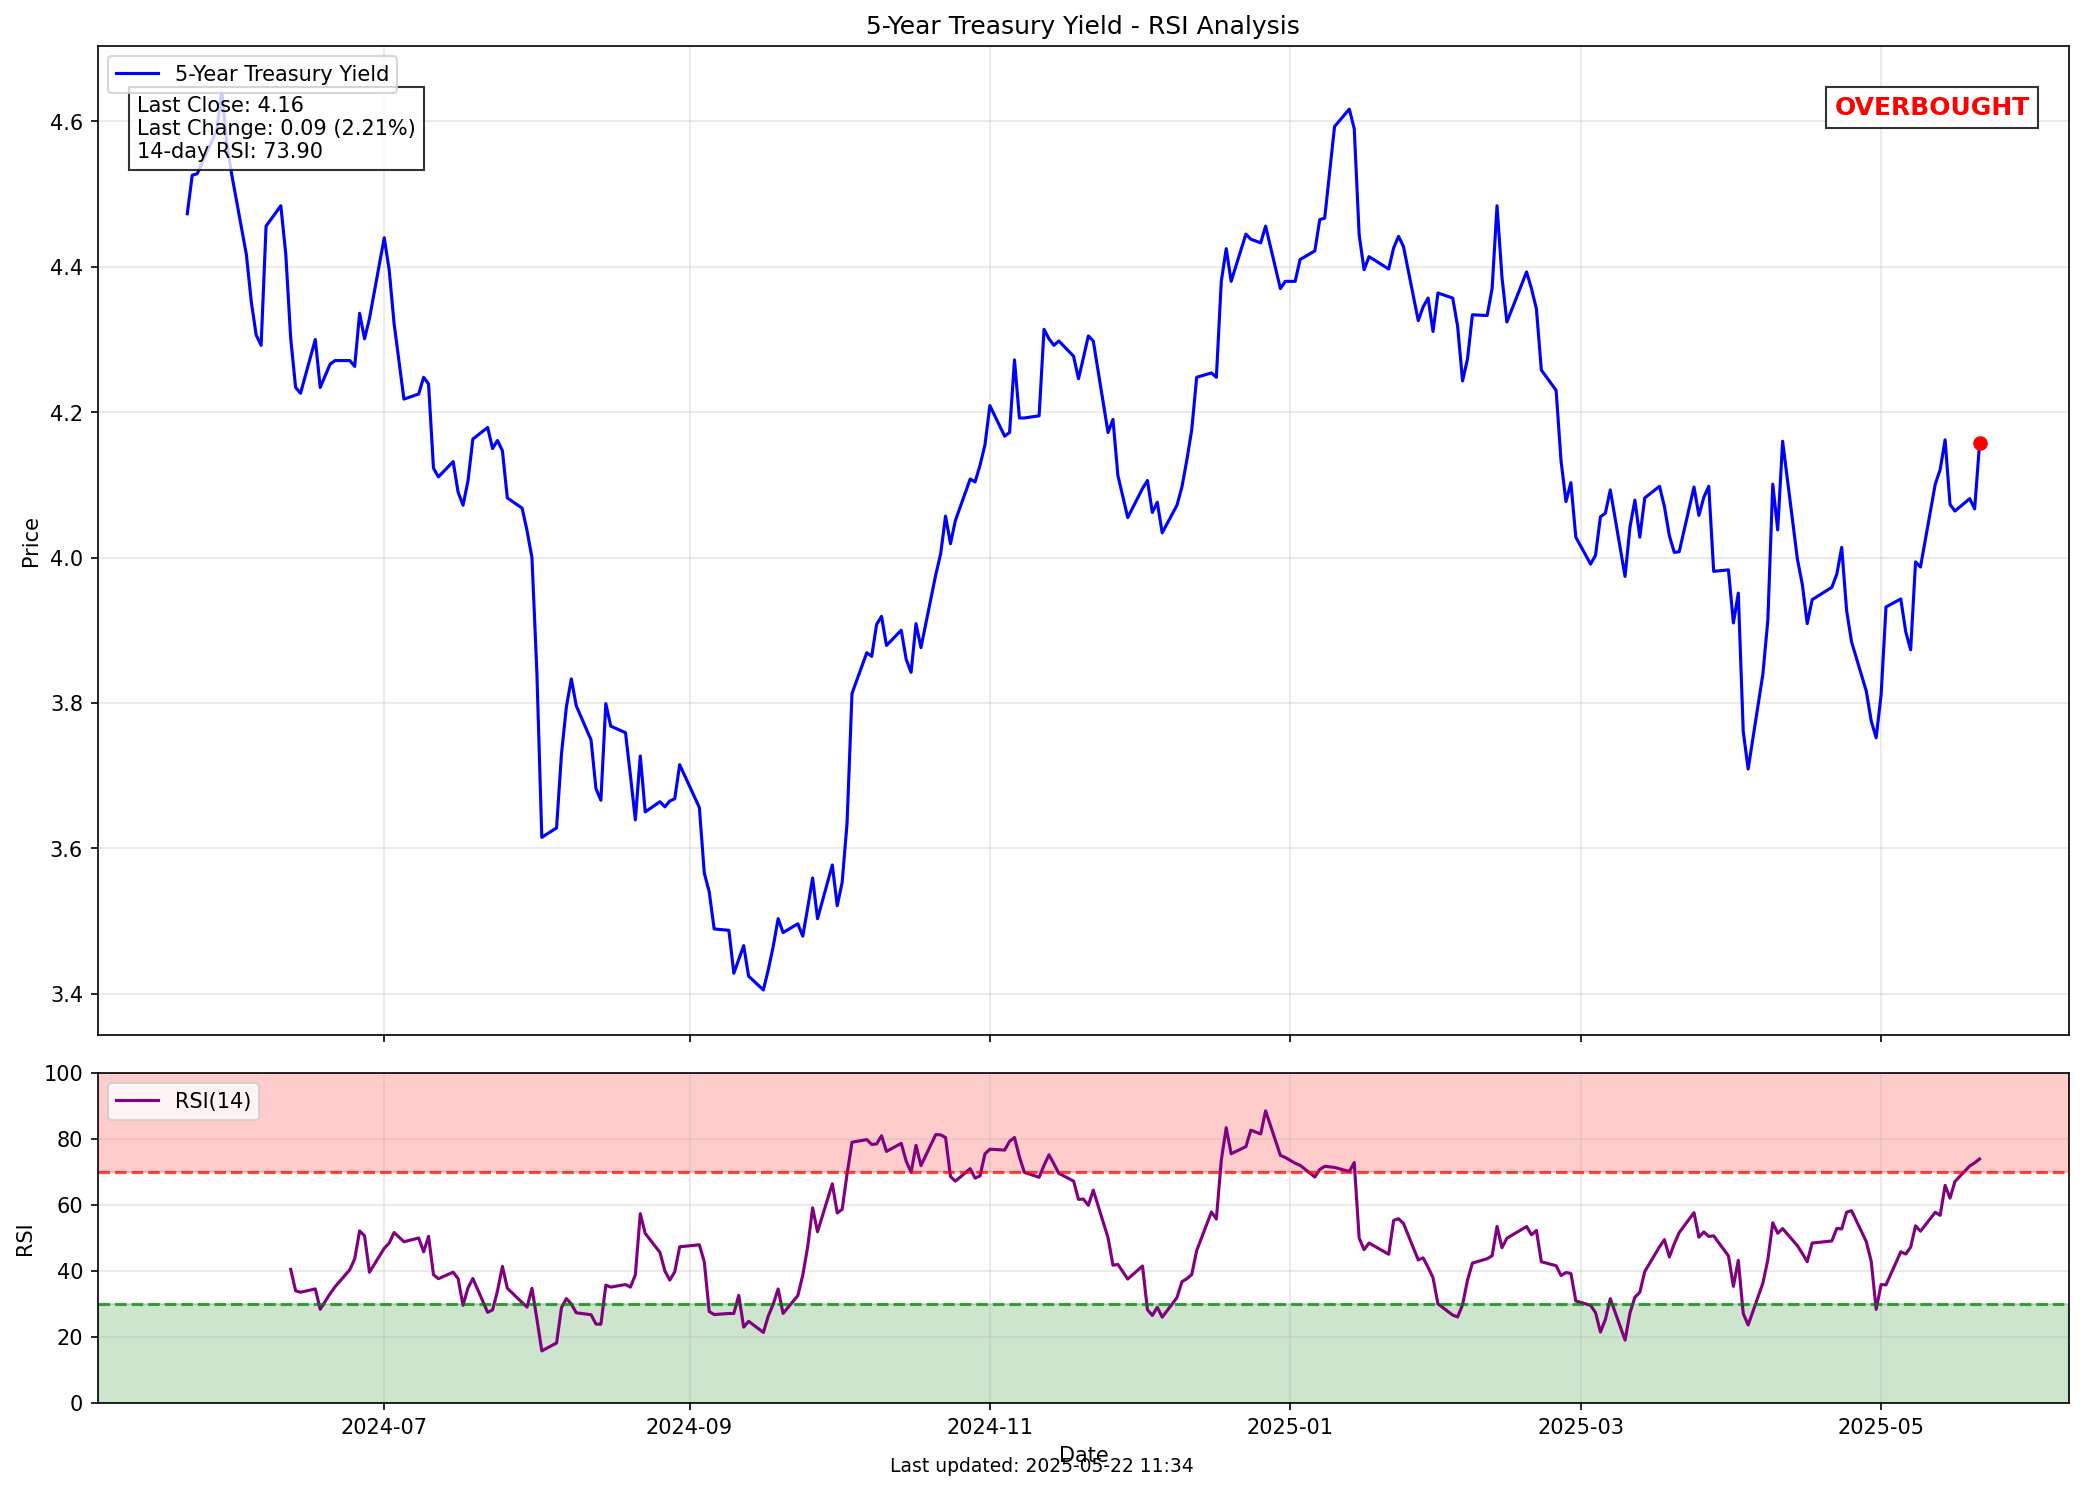 5-Year Treasury Yield - RSI Analysis
5-Year Treasury Yield
Last Close: 4.16
Last Change: 0.09 (2.21%)
14-day RSI: 73.90
OVERBOUGHT
Price
4.6
4.4
4.2
4.0
3.8
3.6
3.4
RSI(14)
RSI
100
80
60
40
20
0
2024-07
2024-09
2024-11
2025-01
2025-03
2025-05
Date
Last updated: 2025-05-22 11:34